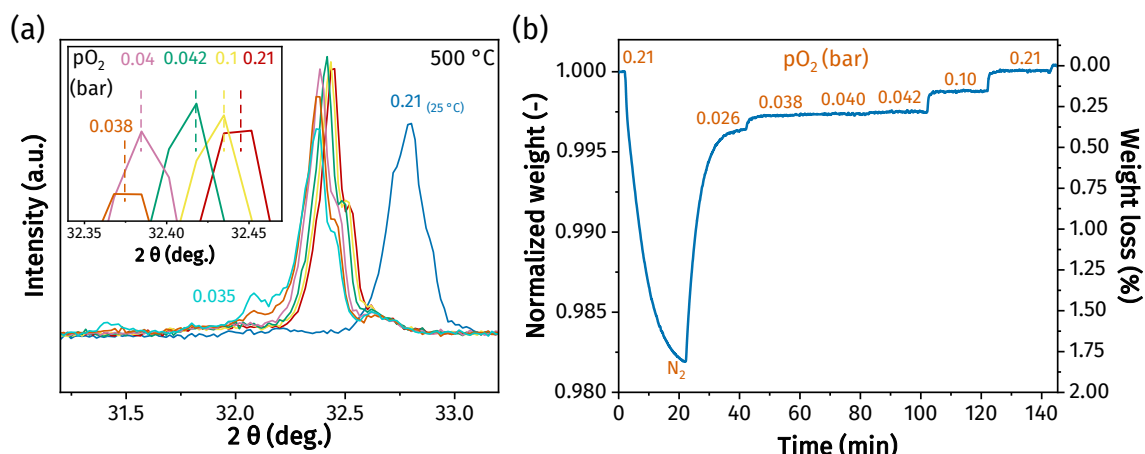 (a)
500 °C
pO2 (bar)
0.04 0.042 0.1 0.21
0.038
32.35 32.40 32.45
2 θ (deg.)
0.21 (25 °C)
0.035
Intensity (a.u.)
31.5 32.0 32.5 33.0
2 θ (deg.)
(b)
0.21
pO2 (bar)
0.21
0.10
0.026
0.038 0.040 0.042
N2
1.000
0.995
0.990
0.985
0.980
Normalized weight (-)
0.00
0.25
0.50
0.75
1.00
1.25
1.50
1.75
2.00
Weight loss (%)
0 20 40 60 80 100 120 140
Time (min)